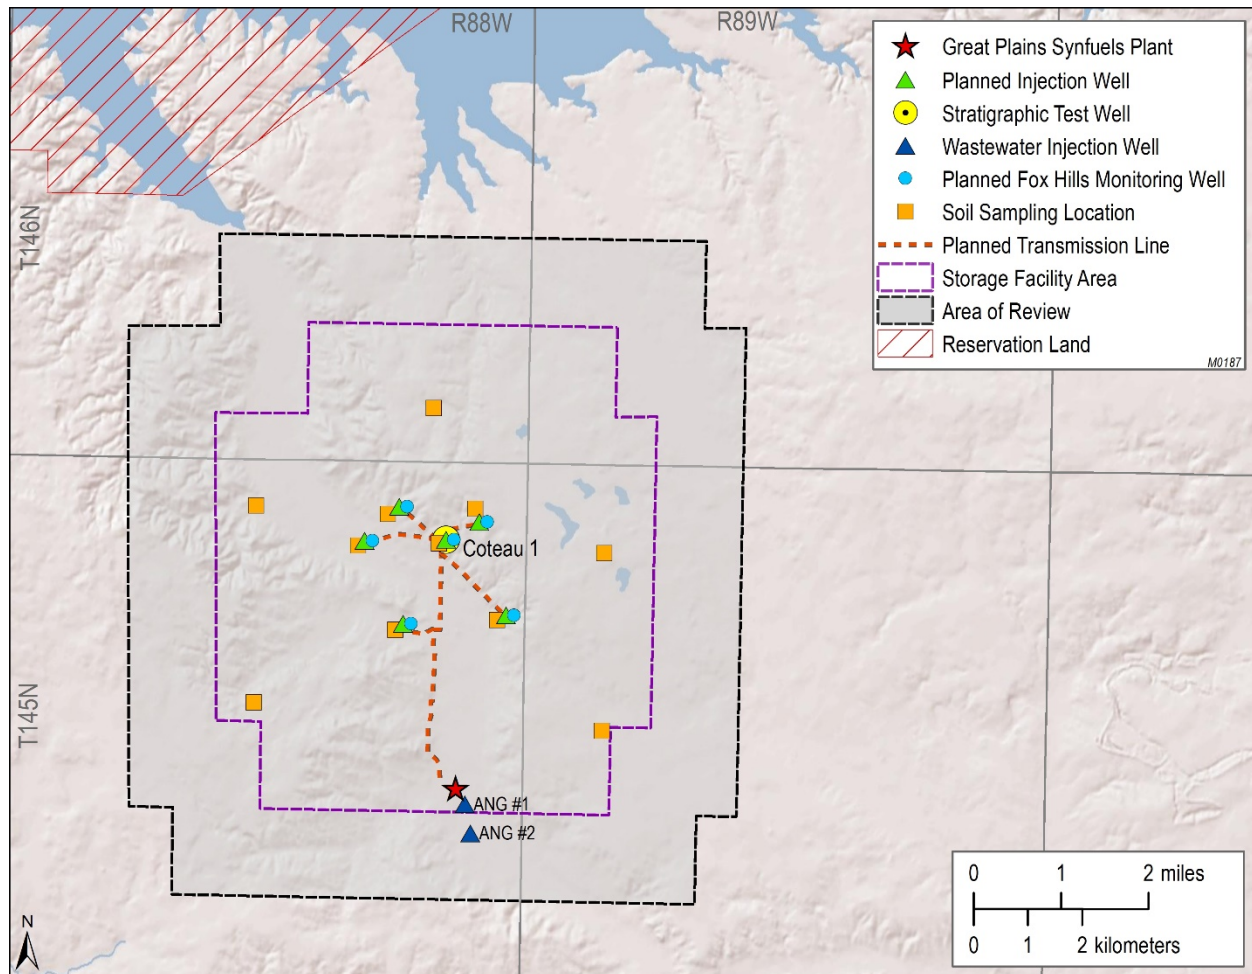 R88W
R89W
Great Plains Synfuels Plant
Planned Injection Well
Stratigraphic Test Well
Wastewater Injection Well
Planned Fox Hills Monitoring Well
Soil Sampling Location
Planned Transmission Line
Storage Facility Area
Area of Review
Reservation Land
M0187
T146N
Coteau 1
T145N
ANG #1
ANG #2
0 1 2 miles
0 1 2 kilometers
N